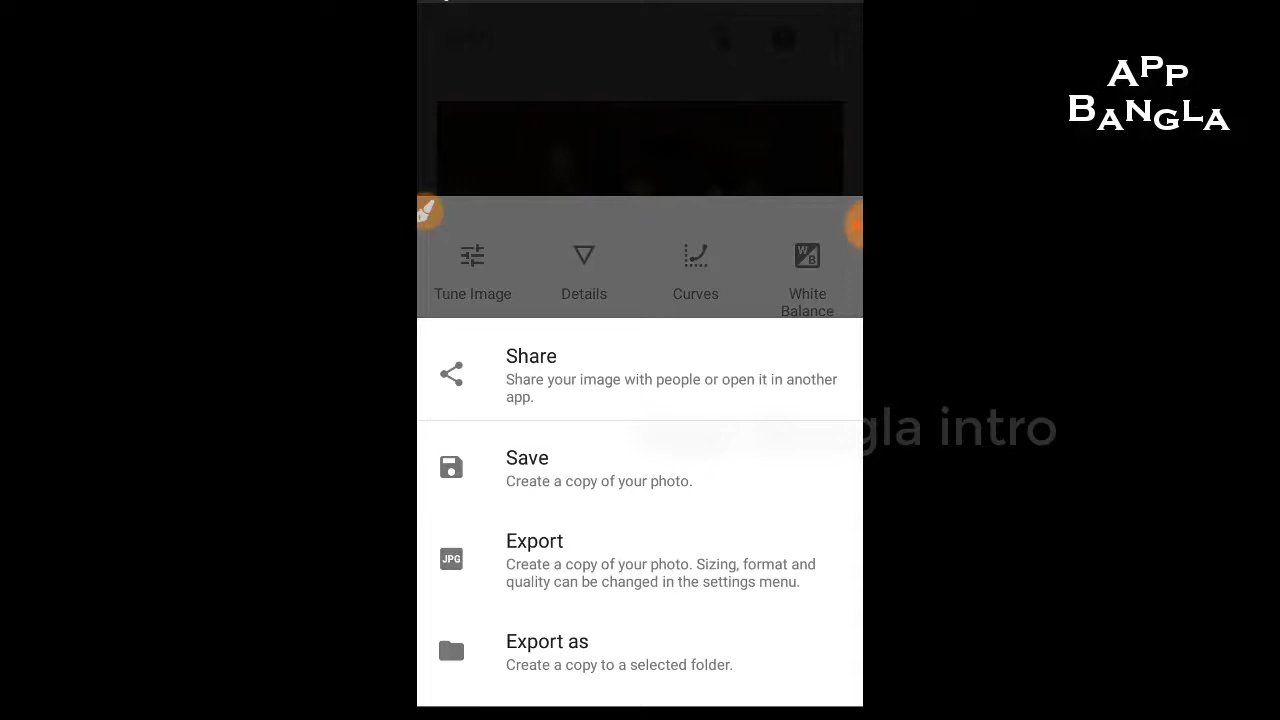 APP
BANGLA
Tune Image
Details
Curves
White
Balance
W
B
Share
Share your image with people or open it in another
app.
gla intro
Save
Create a copy of your photo.
JPG
Export
Create a copy of your photo. Sizing, format and
quality can be changed in the settings menu.
Export as
Create a copy to a selected folder.